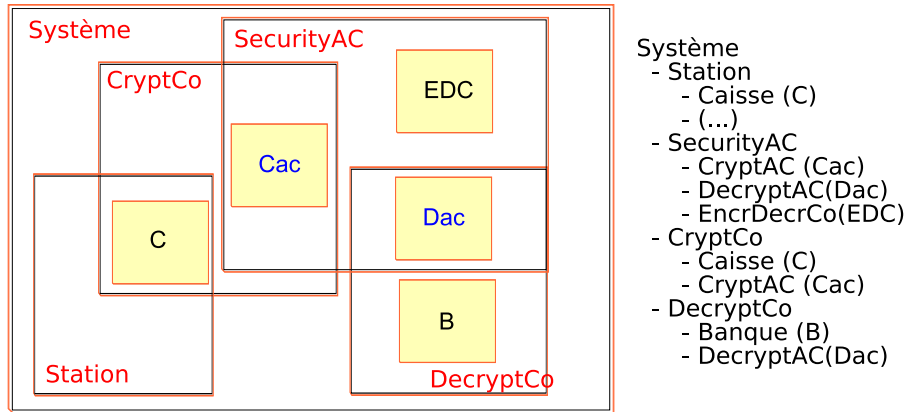 Système
SecurityAC
CryptCo
EDC
Cac
Dac
C
B
Station
DecryptCo
Système
- Station
- Caisse (C)
- (...)
- SecurityAC
- CryptAC (Cac)
- DecryptAC(Dac)
- EncrDecrCo(EDC)
- CryptCo
- Caisse (C)
- CryptAC (Cac)
- DecryptCo
- Banque (B)
- DecryptAC(Dac)